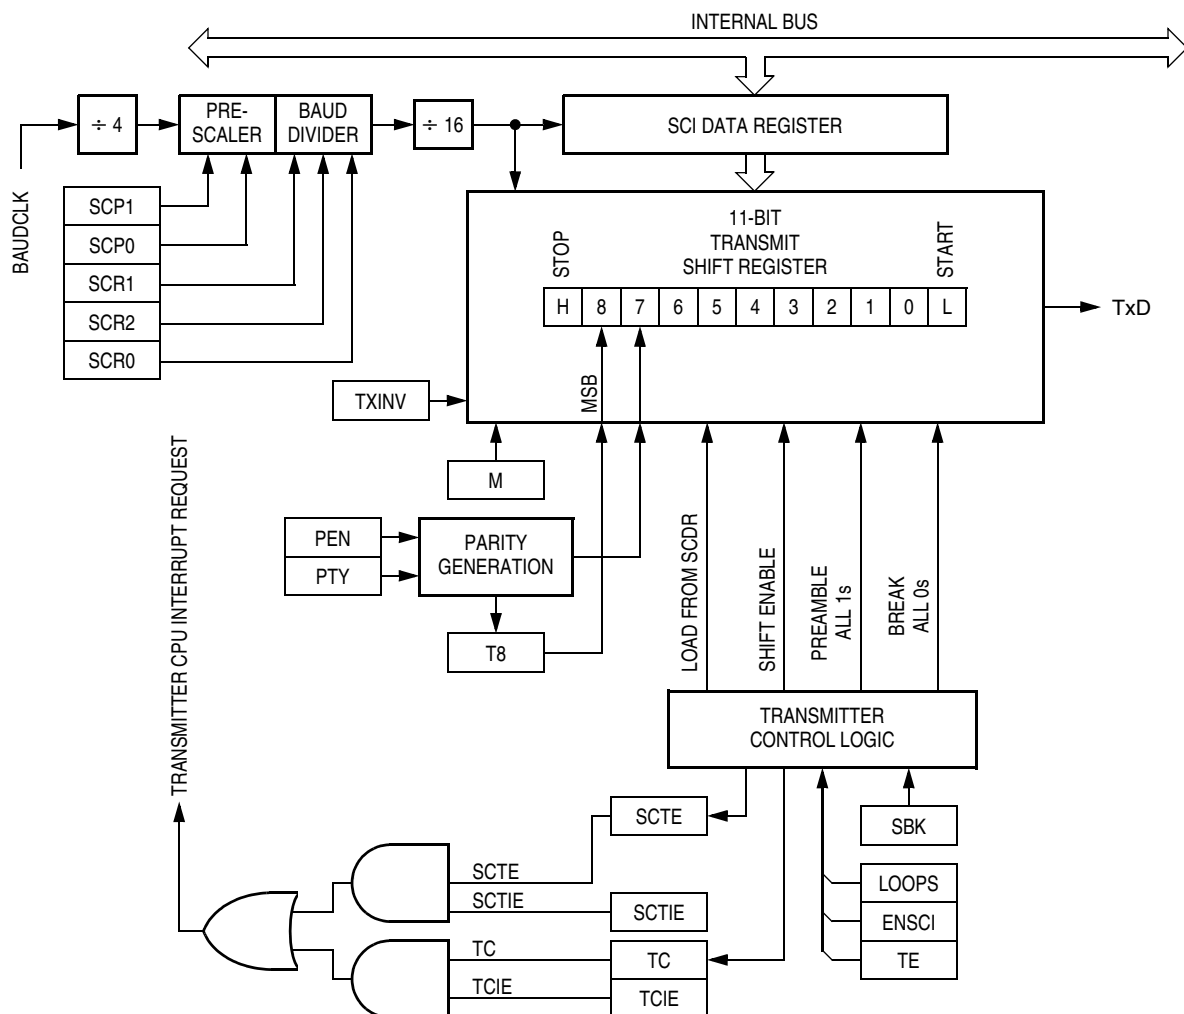 INTERNAL BUS
÷ 4
PRE-
SCALER
BAUD
DIVIDER
÷ 16
SCI DATA REGISTER
BAUDCLK
SCP1
SCP0
SCR1
SCR2
SCR0
11-BIT
TRANSMIT
SHIFT REGISTER
STOP
START
H 8 7 6 5 4 3 2 1 0 L
TxD
MSB
TXINV
M
PEN
PTY
PARITY
GENERATION
T8
LOAD FROM SCDR
SHIFT ENABLE
PREAMBLE
ALL 1s
BREAK
ALL 0s
TRANSMITTER
CONTROL LOGIC
TRANSMITTER CPU INTERRUPT REQUEST
SCTE
SBK
SCTE
SCTIE
SCTIE
LOOPS
ENSCI
TE
TC
TC
TCIE
TCIE